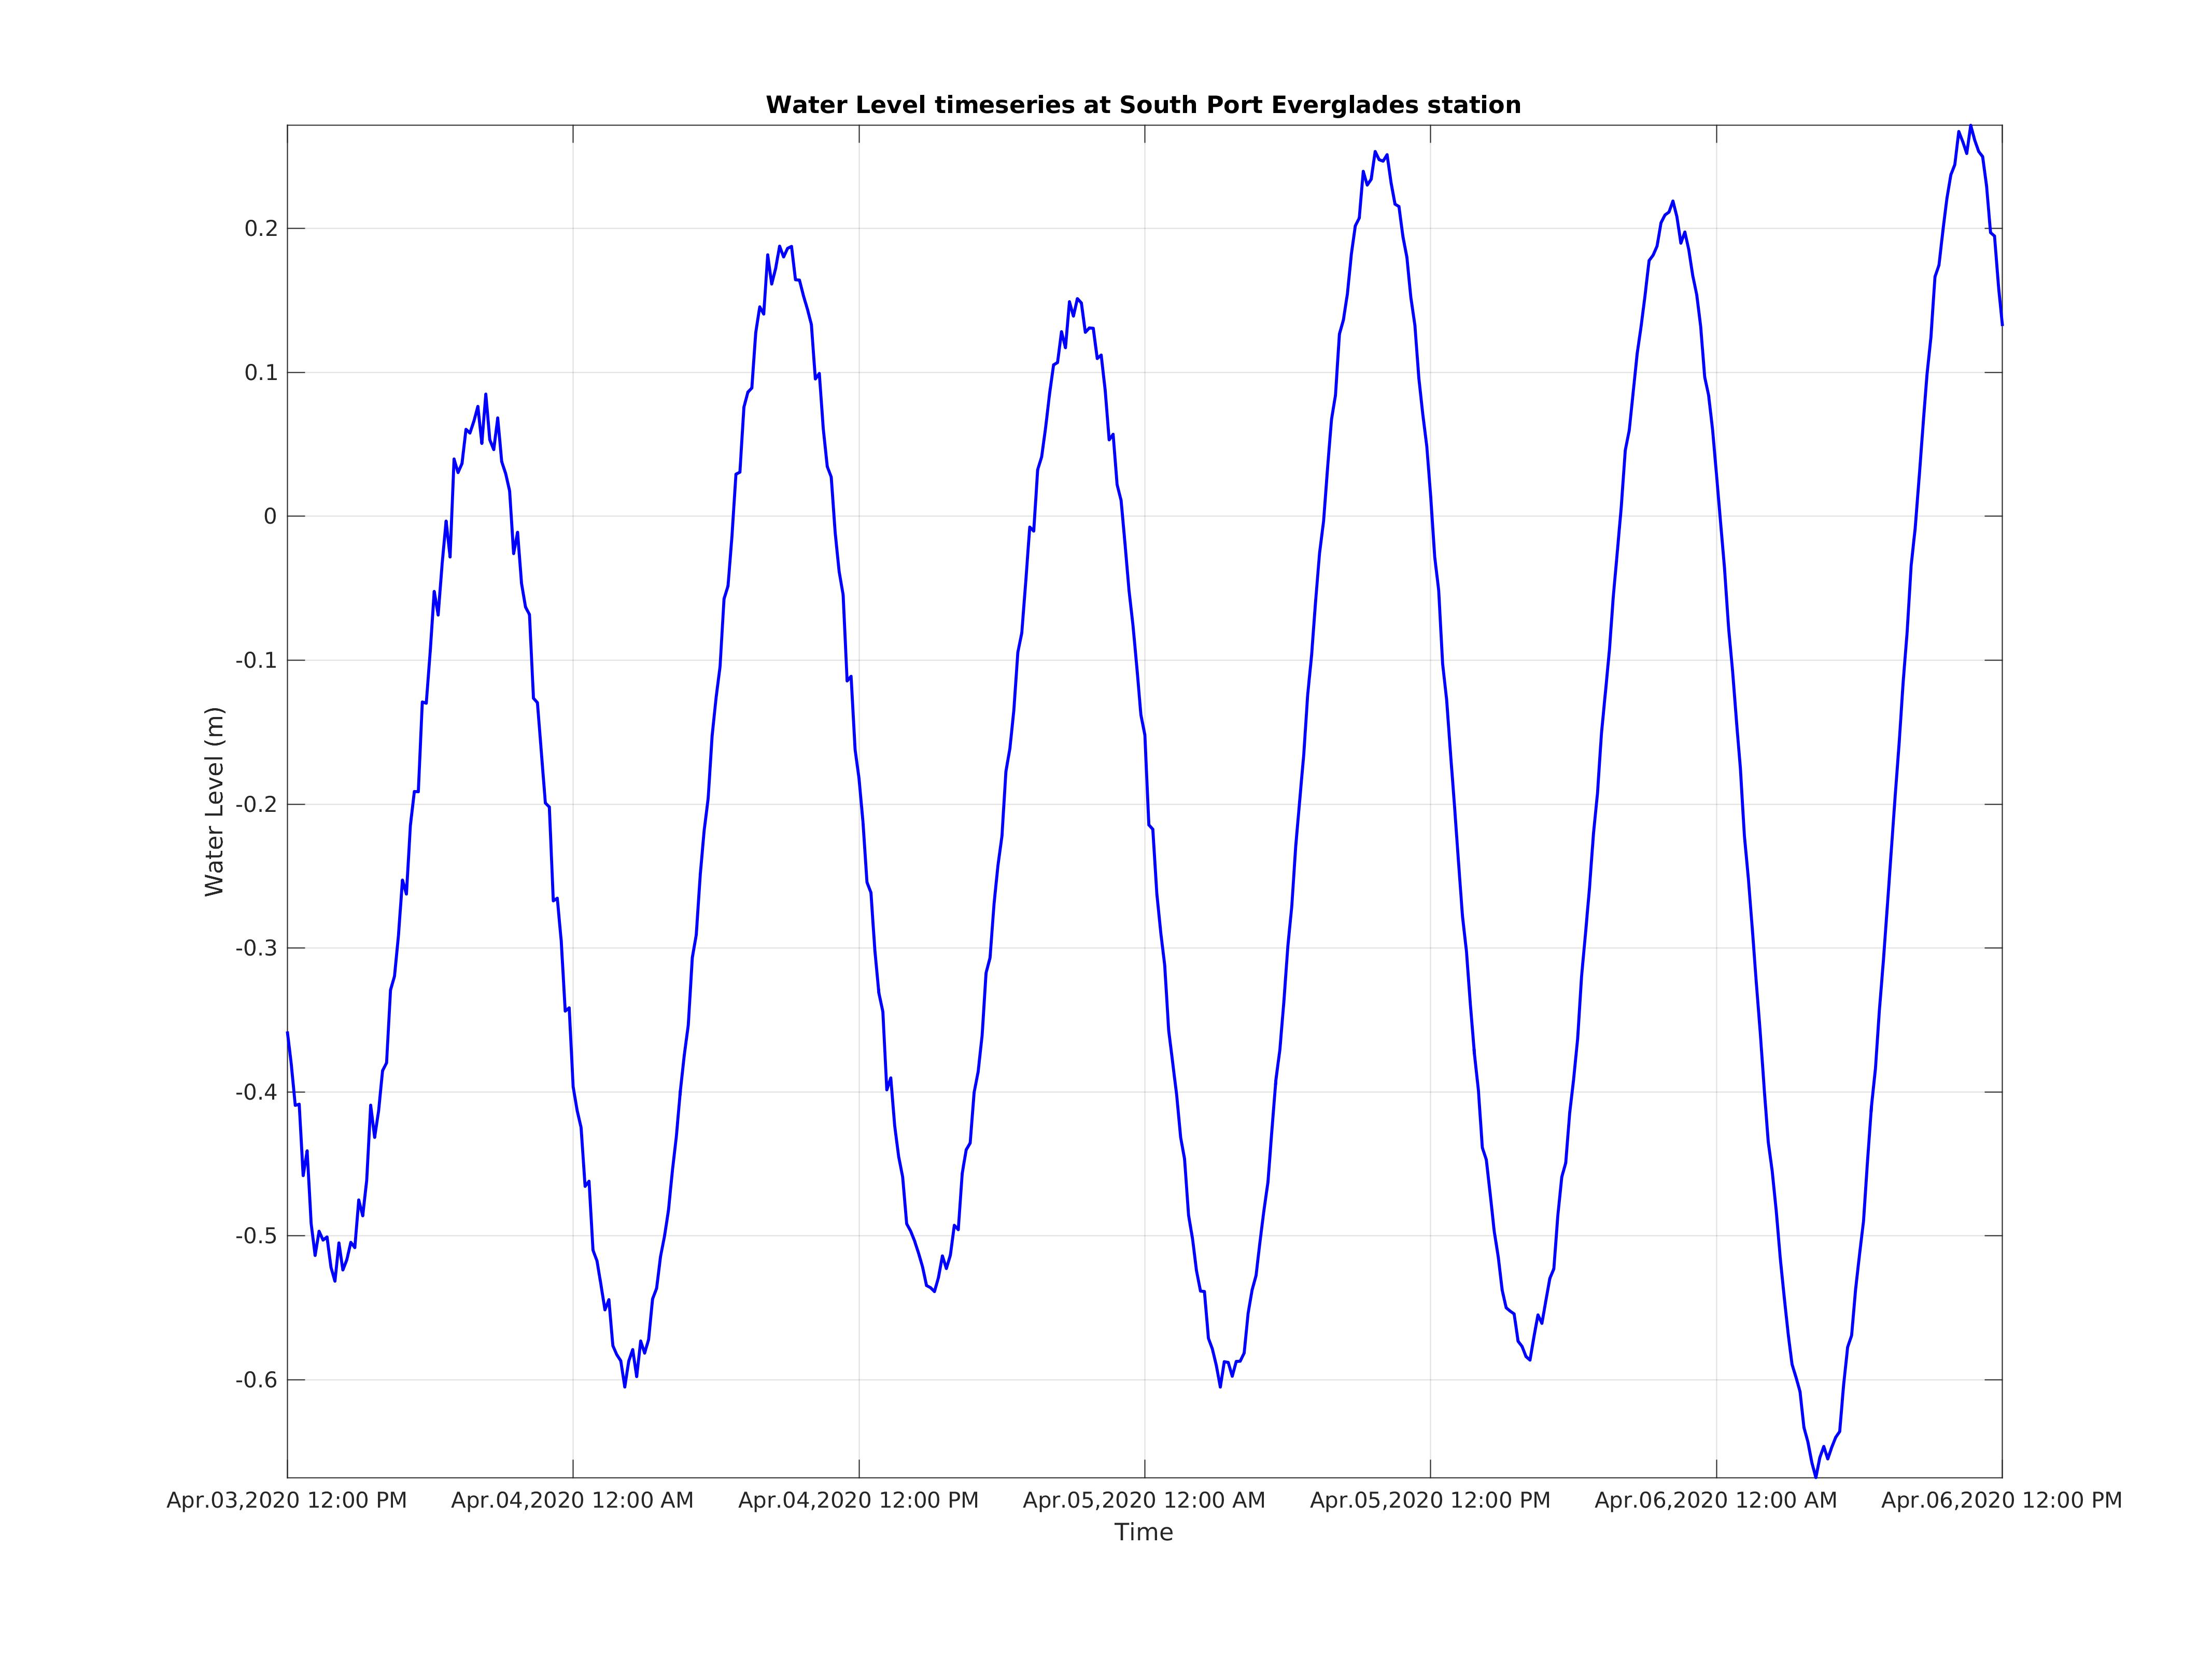 Water Level timeseries at South Port Everglades station
0.2
0.1
0
-0.1
-0.2
-0.3
-0.4
-0.5
-0.6
Water Level (m)
Apr.03,2020 12:00 PM Apr.04,2020 12:00 AM Apr.04,2020 12:00 PM Apr.05,2020 12:00 AM Apr.05,2020 12:00 PM Apr.06,2020 12:00 AM Apr.06,2020 12:00 PM
Time